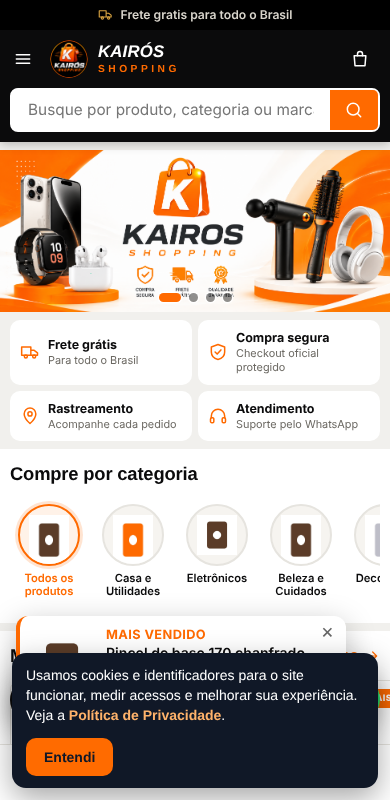 Frete gratis para todo o Brasil
KAIRÓS
SHOPPING
Busque por produto, categoria ou marc
KAIROS
SHOPPING
COMPRA
SEGURA
Frete grátis
Para todo o Brasil
Compra segura
Checkout oficial
protegido
Rastreamento
Acompanhe cada pedido
Atendimento
Suporte pelo WhatsApp
Compre por categoria
Todos os
produtos
Casa e
Utilidades
Eletrônicos
Beleza e
Cuidados
MAIS VENDIDO
Pincel de base 170 chanfrado
Usamos cookies e identificadores para o site
funcionar, medir acessos e melhorar sua experiência.
Veja a Política de Privacidade.
Entendi